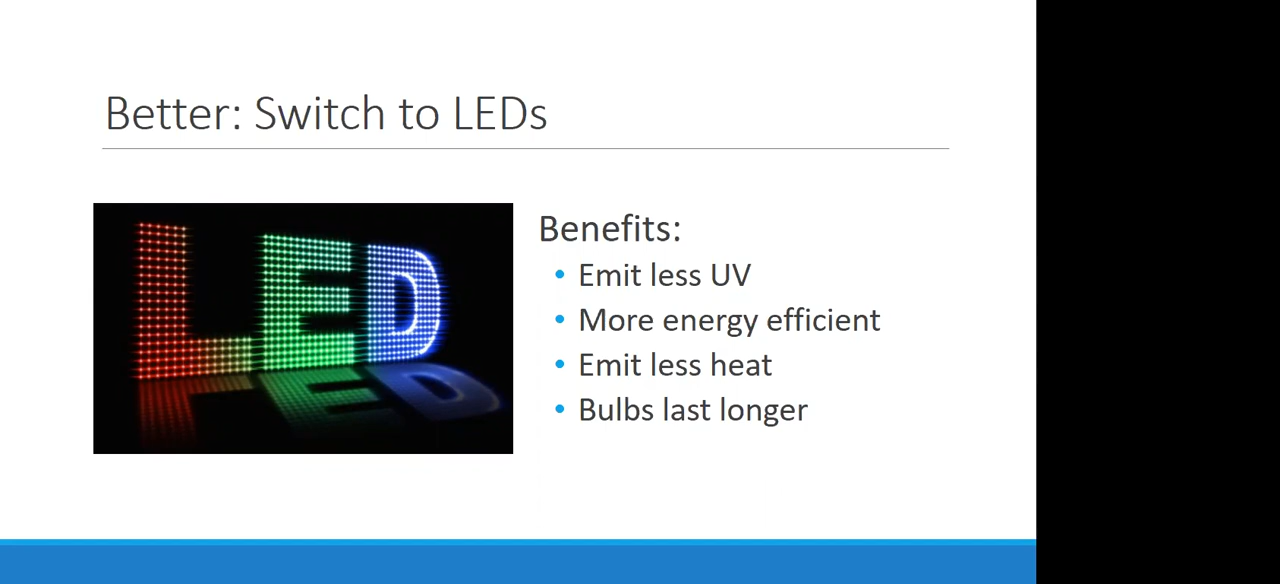 Better: Switch to LEDs
LED
Benefits:
• Emit less UV
• More energy efficient
• Emit less heat
• Bulbs last longer